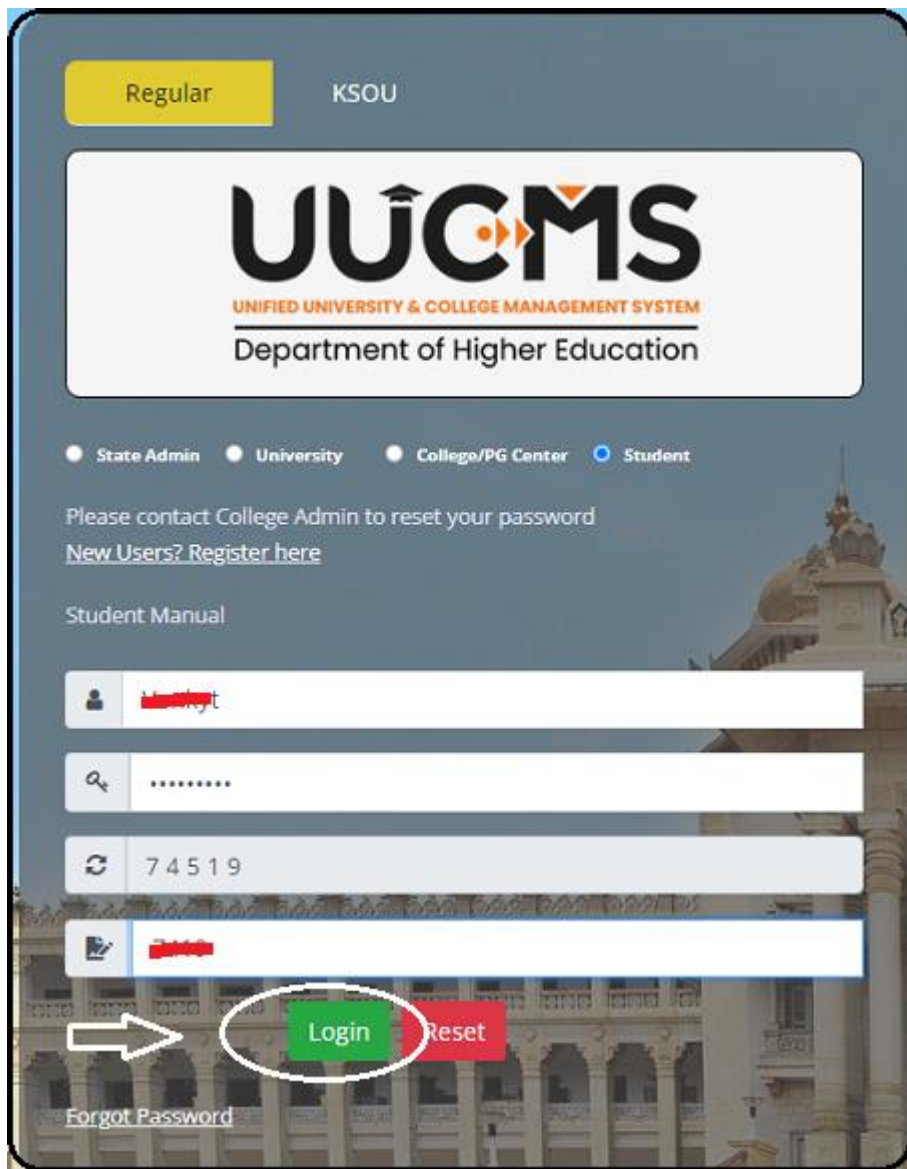 Regular KSOU
UUCMS
UNIFIED UNIVERSITY & COLLEGE MANAGEMENT SYSTEM
Department of Higher Education
State Admin University College/PG Center Student
Please contact College Admin to reset your password
New Users? Register here
Student Manual
74519
Login Reset
Forgot Password